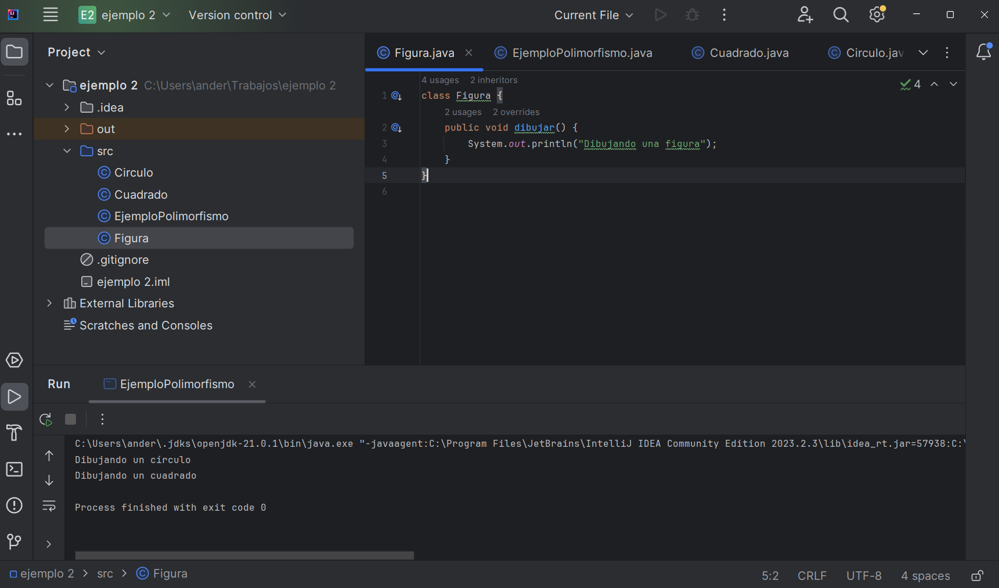 E2 ejemplo 2 Version control Current File
Project
ejemplo 2 C:\Users\ander\Trabajos\ejemplo 2
.idea
out
src
Circulo
Cuadrado
EjemploPolimorfismo
Figura
.gitignore
ejemplo 2.iml
External Libraries
Scratches and Consoles
Figura.java EjemploPolimorfismo.java Cuadrado.java Circulo.jav
4 usages 2 inheritors
4
1 class Figura {
2 usages 2 overrides
2 public void dibujar() {
3 System.out.println("Dibujando una figura");
4 }
5 }
6
Run EjemploPolimorfismo
C:\Users\ander\.jdks\openjdk-21.0.1\bin\java.exe "-javaagent:C:\Program Files\JetBrains\IntelliJ IDEA Community Edition 2023.2.3\lib\idea_rt.jar=57938:C:\
Dibujando un círculo
Dibujando un cuadrado
Process finished with exit code 0
ejemplo 2 > src > Figura 5:2 CRLF UTF-8 4 spaces